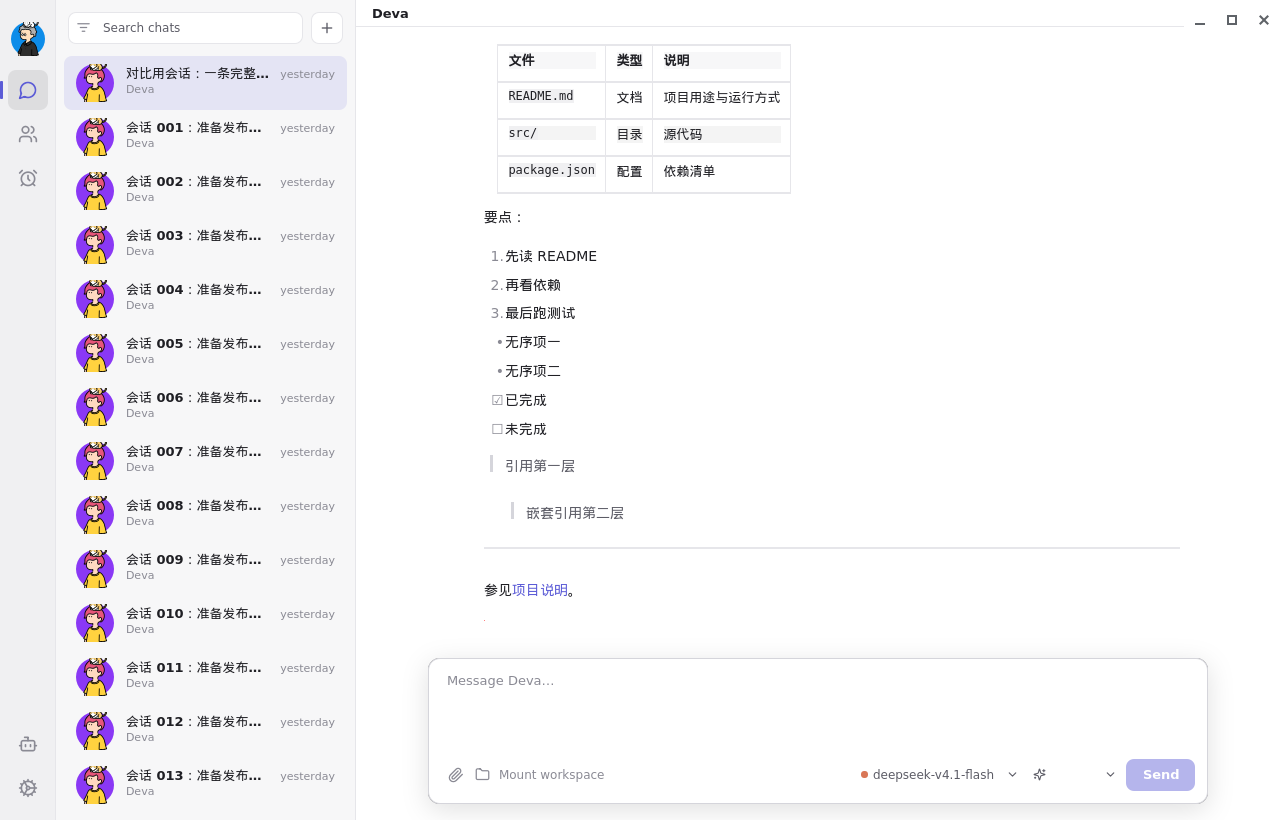 Search chats
对比用会话：一条完整… yesterday
Deva
会话 001：准备发布… yesterday
Deva
会话 002：准备发布… yesterday
Deva
会话 003：准备发布… yesterday
Deva
会话 004：准备发布… yesterday
Deva
会话 005：准备发布… yesterday
Deva
会话 006：准备发布… yesterday
Deva
会话 007：准备发布… yesterday
Deva
会话 008：准备发布… yesterday
Deva
会话 009：准备发布… yesterday
Deva
会话 010：准备发布… yesterday
Deva
会话 011：准备发布… yesterday
Deva
会话 012：准备发布… yesterday
Deva
会话 013：准备发布… yesterday
Deva
Deva
文件 类型 说明
README.md 文档 项目用途与运行方式
src/ 目录 源代码
package.json 配置 依赖清单
要点：
1. 先读 README
2. 再看依赖
3. 最后跑测试
• 无序项一
• 无序项二
☑ 已完成
☐ 未完成
引用第一层
嵌套引用第二层
参见项目说明。
Message Deva…
Mount workspace deepseek-v4.1-flash Send